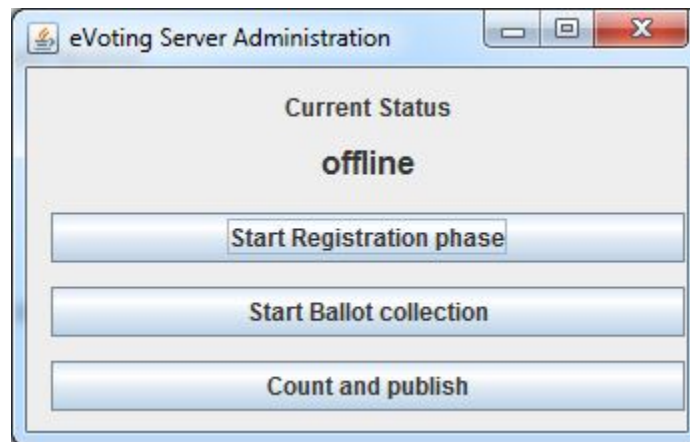 eVoting Server Administration
Current Status
offline
Start Registration phase
Start Ballot collection
Count and publish